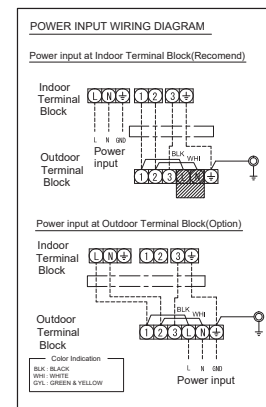 POWER INPUT WIRING DIAGRAM
Power input at Indoor Terminal Block(Recomend)
Indoor
Terminal
Block
L N ⏚ 1 2 3 ⏚
L N GND
Power
input
BLK
WHI
Outdoor
Terminal
Block
1 2 3 L N ⏚
Power input at Outdoor Terminal Block(Option)
Indoor
Terminal
Block
L N ⏚ 1 2 3 ⏚
BLK
WHI
Outdoor
Terminal
Block
1 2 3 L N ⏚
L N GND
Power input
Color Indication
BLK : BLACK
WHI : WHITE
GYL : GREEN & YELLOW